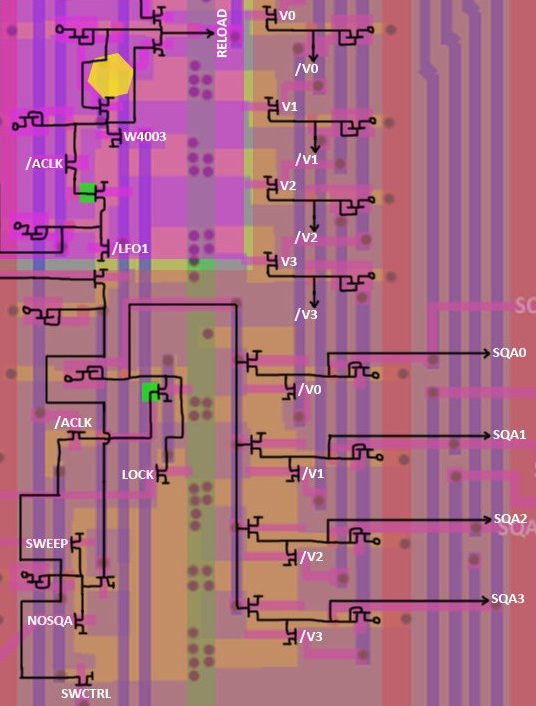 V0
RELOAD
/V0
V1
W4003
/V1
/ACLK
V2
/V2
/LFO1
V3
/V3
SQA0
/V0
/ACLK
SQA1
LOCK
/V1
SQA2
SQA
SWEEP
/V2
SQA3
NOSQA
/V3
SWCTRL